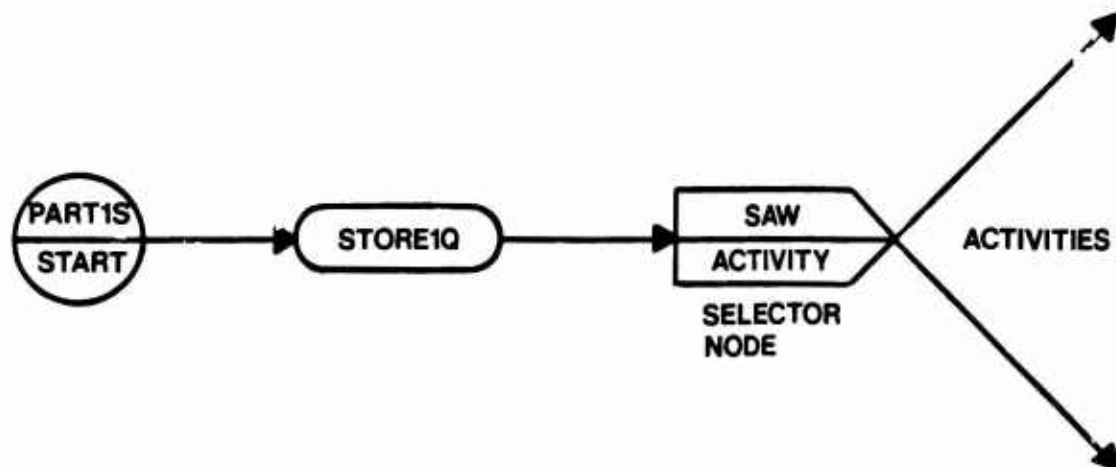 PART1S
START
STORE1Q
SAW
ACTIVITY
SELECTOR
NODE
ACTIVITIES